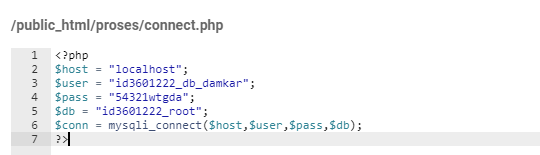 /public_html/proses/connect.php
1 <?php
2 $host = "localhost";
3 $user = "id3601222_db_damkar";
4 $pass = "54321wtgda";
5 $db = "id3601222_root";
6 $conn = mysqli_connect($host,$user,$pass,$db);
7 ?>